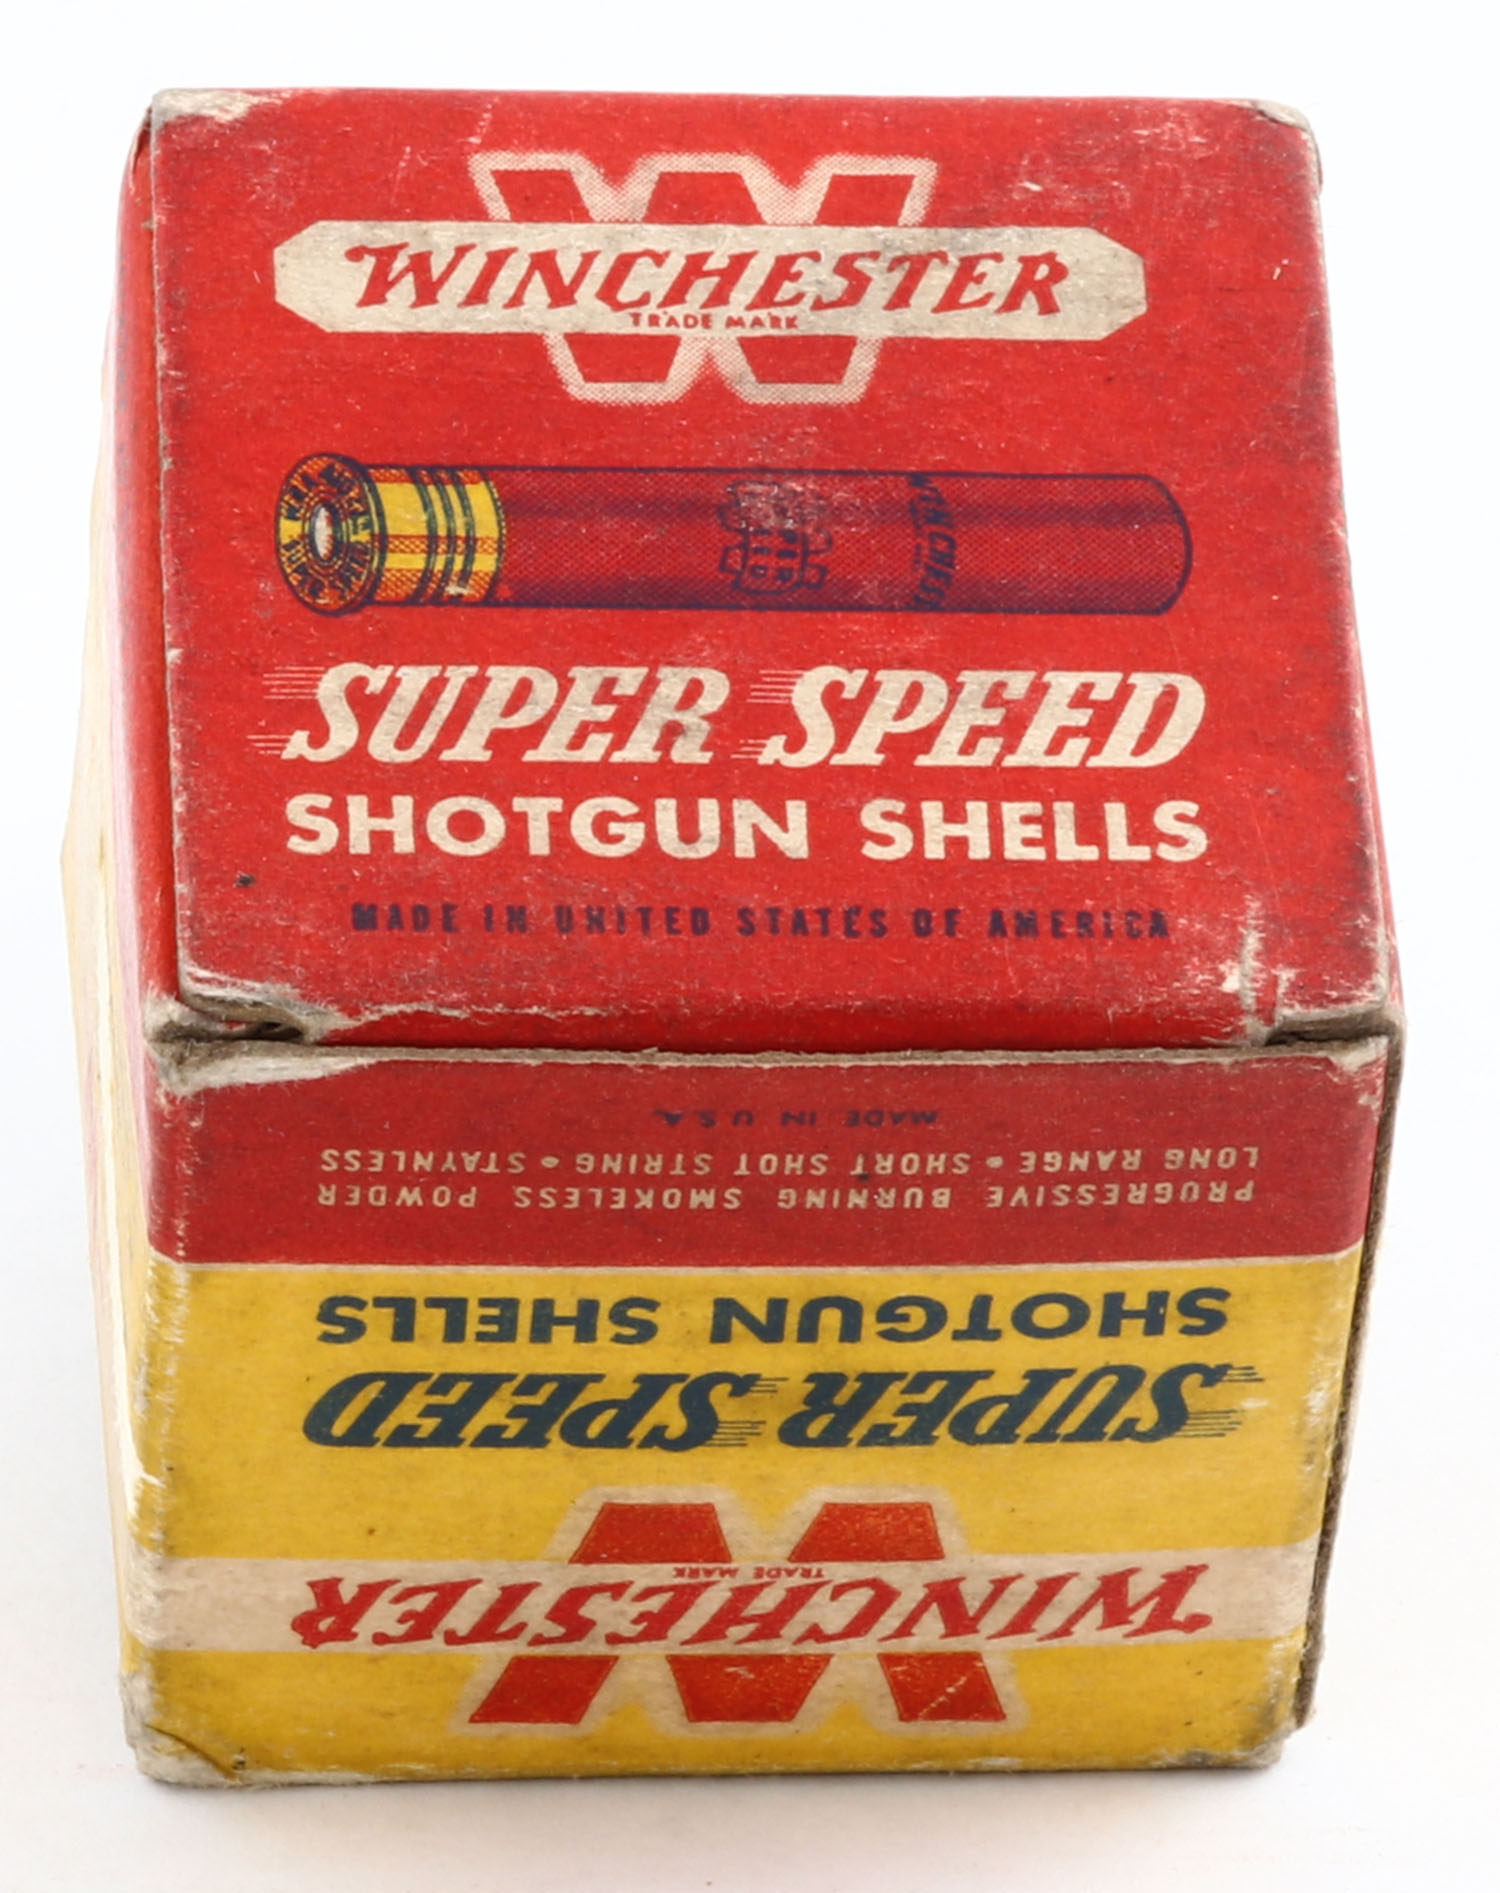 WINCHESTER
TRADE MARK
SUPER SPEED
SHOTGUN SHELLS
MADE IN UNITED STATES OF AMERICA
WINCHESTER
TRADE MARK
SUPER SPEED
SHOTGUN SHELLS
PROGRESSIVE BURNING SMOKELESS POWDER
LONG RANGE • SHORT SHOT STRING • STAYNLESS
MADE IN U.S.A.